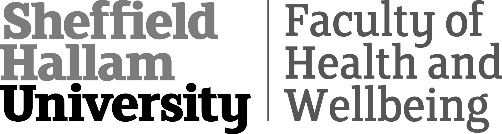 Sheffield
Hallam
University
Faculty of
Health and
Wellbeing